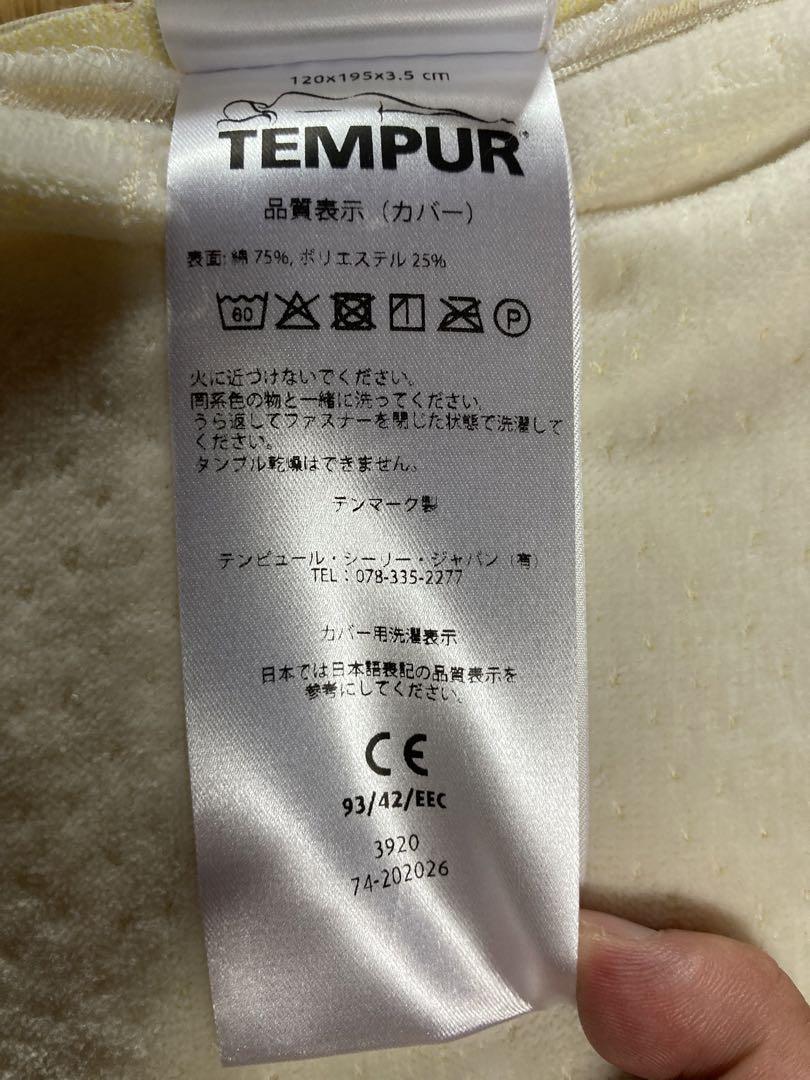 120x195x3.5 cm
TEMPUR®
品質表示（カバー）
表面: 綿 75%, ポリエステル 25%
60 P
火に近づけないでください。
同系色の物と一緒に洗ってください。
うら返してファスナーを閉じた状態で洗濯して
ください。
タンブル乾燥はできません。
デンマーク製
テンピュール・シーリー・ジャパン（有）
TEL：078-335-2277
カバー用洗濯表示
日本では日本語表記の品質表示を
参考にしてください。
CE
93/42/EEC
3920
74-202026